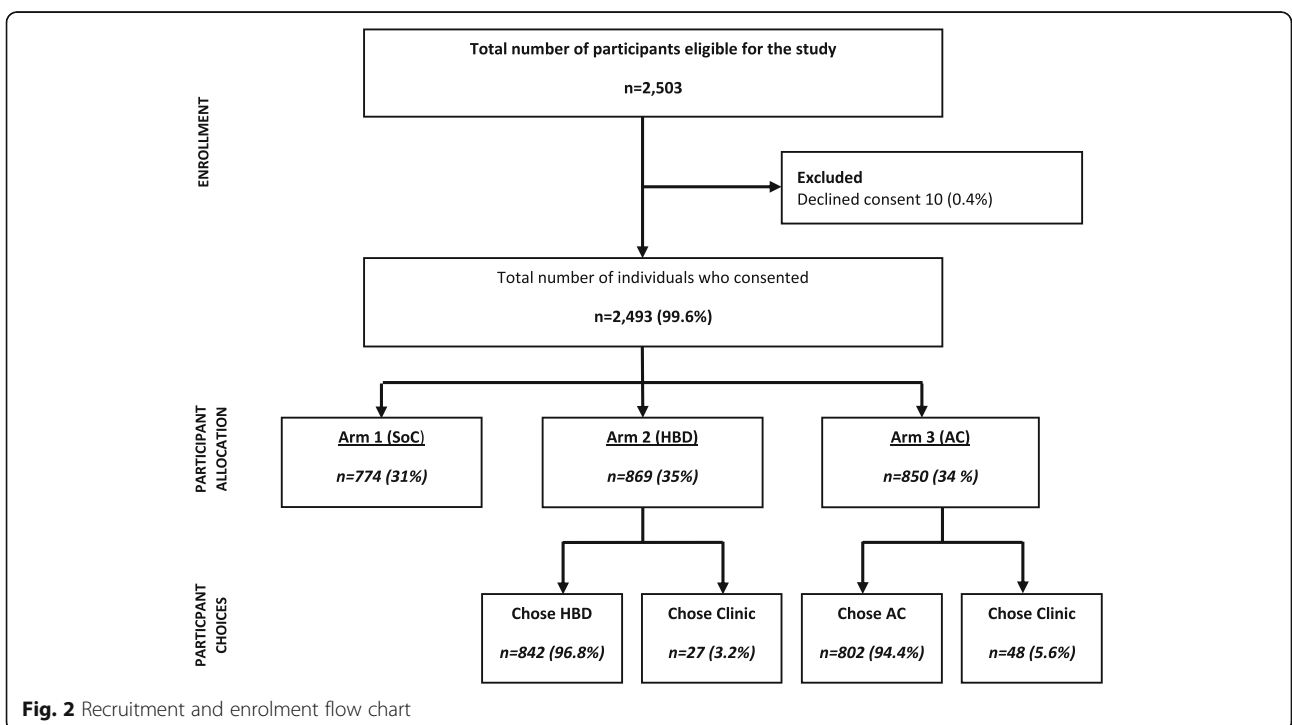 Total number of participants eligible for the study
n=2,503
ENROLLMENT
Excluded
Declined consent 10 (0.4%)
Total number of individuals who consented
n=2,493 (99.6%)
PARTICIPANT
ALLOCATION
Arm 1 (SoC)
n=774 (31%)
Arm 2 (HBD)
n=869 (35%)
Arm 3 (AC)
n=850 (34 %)
PARTICPANT
CHOICES
Chose HBD
n=842 (96.8%)
Chose Clinic
n=27 (3.2%)
Chose AC
n=802 (94.4%)
Chose Clinic
n=48 (5.6%)
Fig. 2 Recruitment and enrolment flow chart